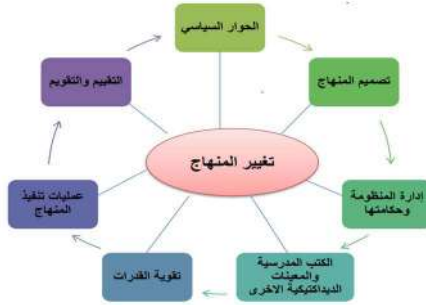 الحوار السياسي
تصميم المنهاج
إدارة المنظومة
وحكامتها
الكتب المدرسية
والمعينات
الديداكتيكية الاخرى
تقوية القدرات
عمليات تنفيذ
المنهاج
التقييم والتقويم
تغيير المنهاج